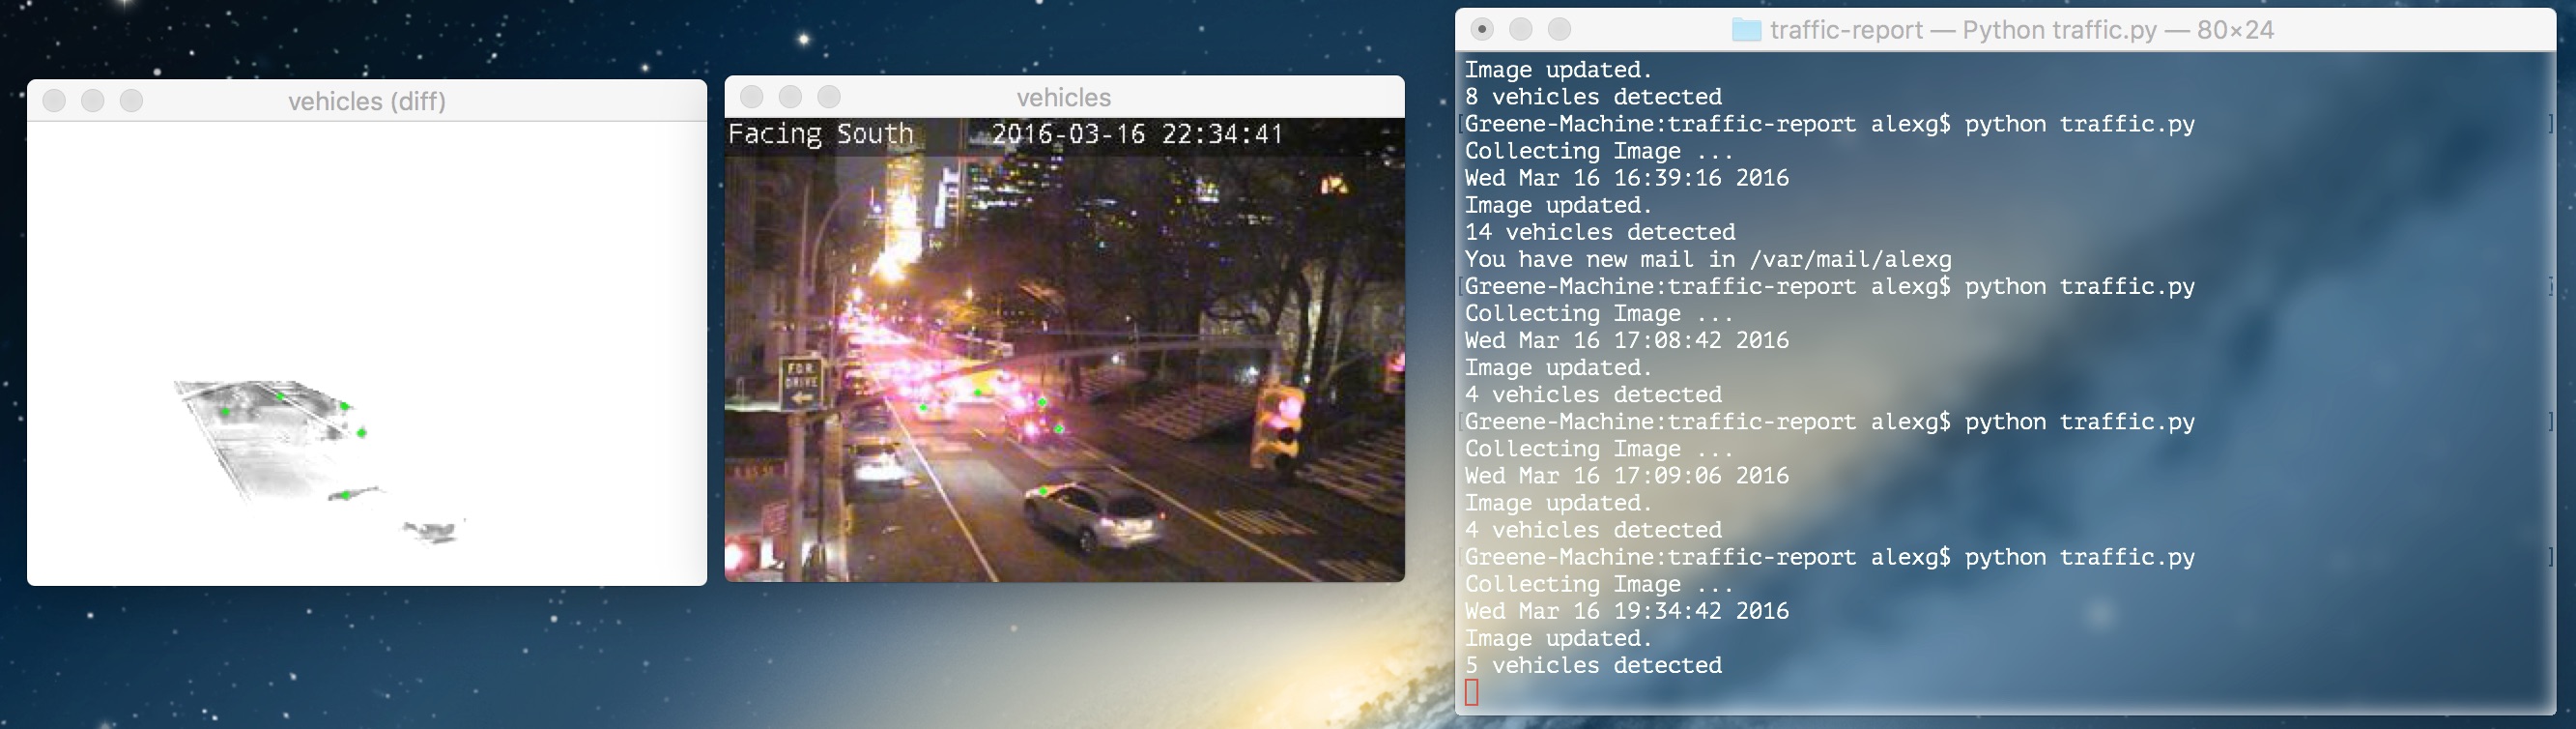 vehicles (diff)
vehicles
Facing South 2016-03-16 22:34:41
F.D.R.
DRIVE
traffic-report — Python traffic.py — 80×24
Image updated.
8 vehicles detected
[Greene-Machine:traffic-report alexg$ python traffic.py ]
Collecting Image ...
Wed Mar 16 16:39:16 2016
Image updated.
14 vehicles detected
You have new mail in /var/mail/alexg
[Greene-Machine:traffic-report alexg$ python traffic.py ]
Collecting Image ...
Wed Mar 16 17:08:42 2016
Image updated.
4 vehicles detected
[Greene-Machine:traffic-report alexg$ python traffic.py ]
Collecting Image ...
Wed Mar 16 17:09:06 2016
Image updated.
4 vehicles detected
[Greene-Machine:traffic-report alexg$ python traffic.py ]
Collecting Image ...
Wed Mar 16 19:34:42 2016
Image updated.
5 vehicles detected